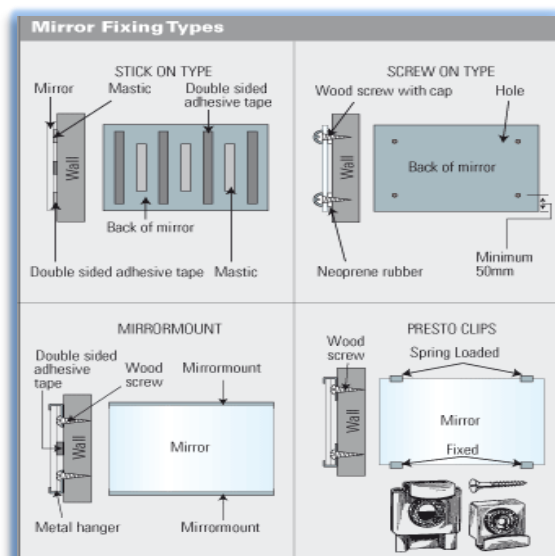 Mirror Fixing Types
STICK ON TYPE
Mirror
Mastic
Double sided
adhesive tape
Wall
Back of mirror
Double sided adhesive tape
Mastic
SCREW ON TYPE
Wood screw with cap
Hole
Wall
Back of mirror
Neoprene rubber
Minimum
50mm
MIRRORMOUNT
Double sided
adhesive
tape
Wood
screw
Mirrormount
Wall
Mirror
Metal hanger
Mirrormount
PRESTO CLIPS
Wood
screw
Spring Loaded
Wall
Mirror
Fixed